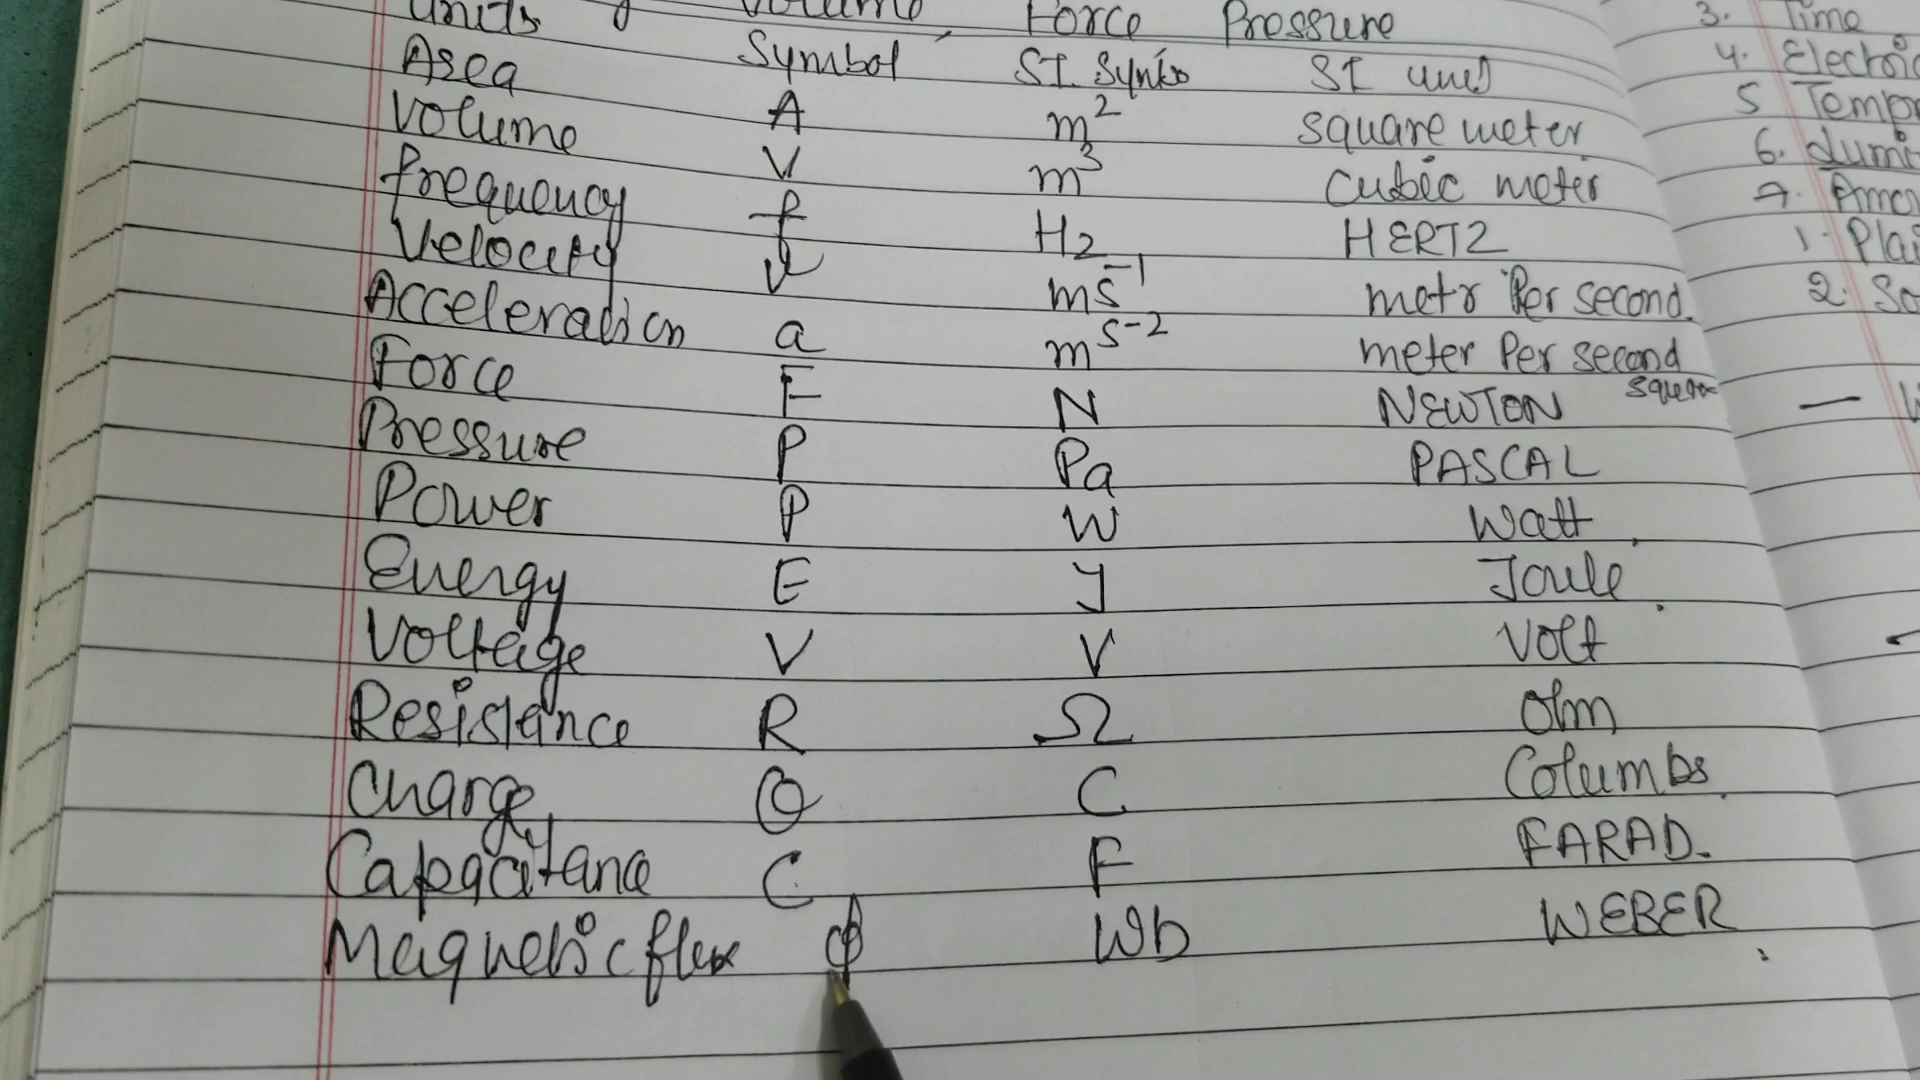 Units Volume, Force Pressure
Area Symbol SI Symbo SI unit
Volume A m² square meter
frequency V m³ Cubic meter
Velocity f Hz HERTZ
Acceleration v ms⁻¹ metr Per second.
Force a mS⁻² meter Per second square
Pressure F N NEWTON
Power P Pa PASCAL
Energy P W Watt
Voltage E J Joule
Resistance V V Volt
Charge R Ω Ohm
Capacitance Q C Columbs
Magnetic flux C F FARAD.
ф Wb WEBER
3. Time
4. Electric
5 Temp
6. Lumi
7. Amo
1. Pla
2. So